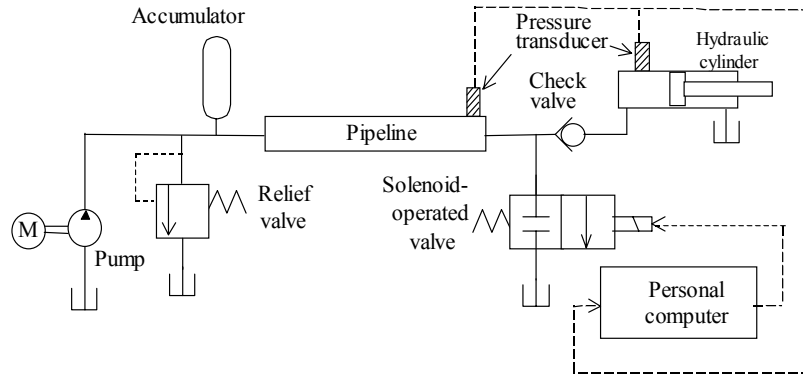 Accumulator
Pressure
transducer
Hydraulic
cylinder
Check
valve
Pipeline
Relief
valve
Solenoid-
operated
valve
M
Pump
Personal
computer